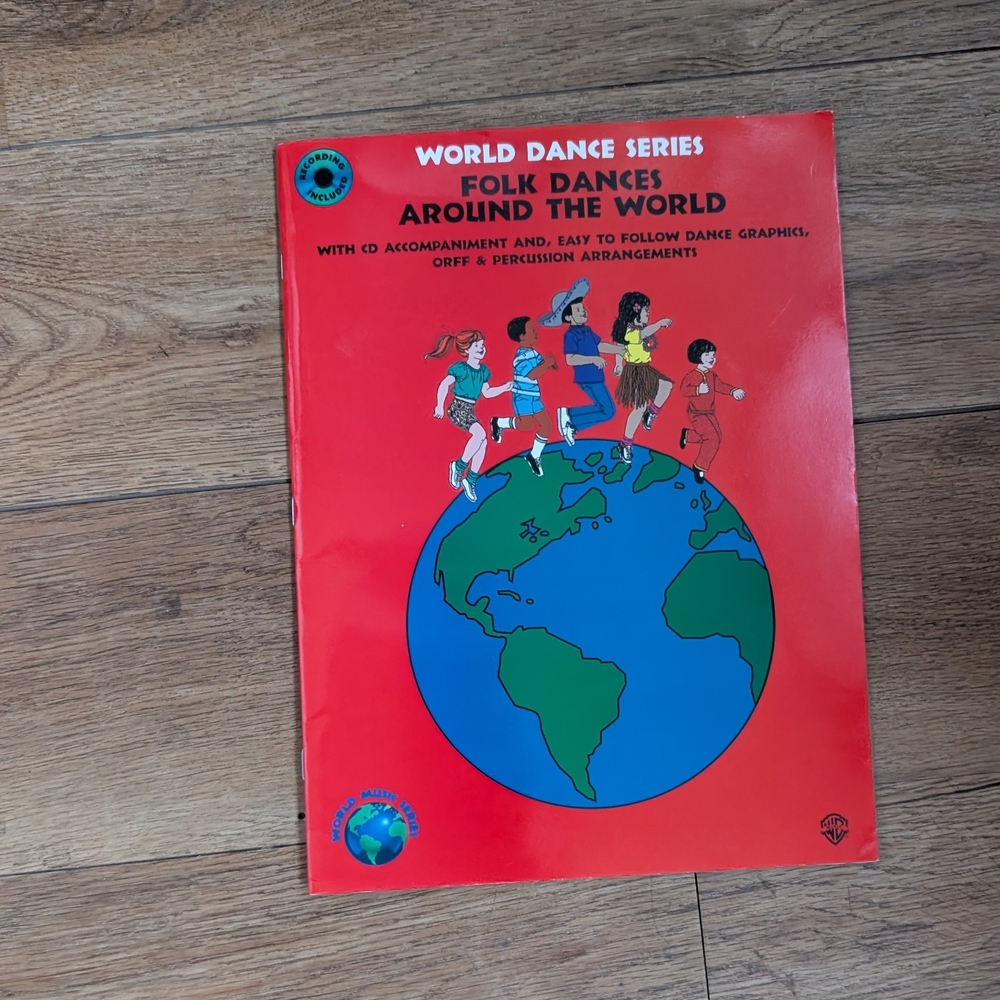 RECORDING
INCLUDED
WORLD DANCE SERIES
FOLK DANCES
AROUND THE WORLD
WITH CD ACCOMPANIMENT AND, EASY TO FOLLOW DANCE GRAPHICS,
ORFF & PERCUSSION ARRANGEMENTS
WORLD MUSIC SERIES
WB